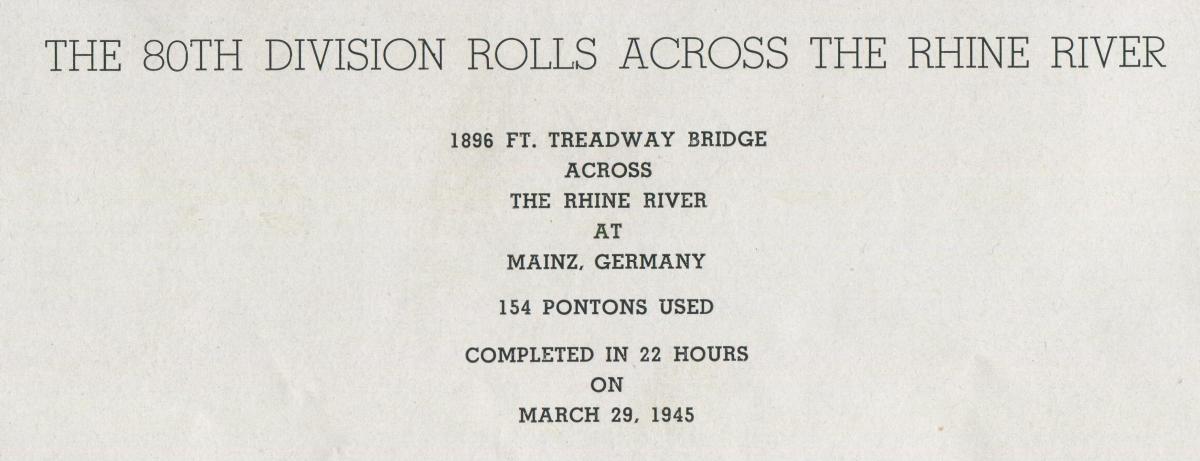 THE 80TH DIVISION ROLLS ACROSS THE RHINE RIVER
1896 FT. TREADWAY BRIDGE
ACROSS
THE RHINE RIVER
AT
MAINZ, GERMANY
154 PONTONS USED
COMPLETED IN 22 HOURS
ON
MARCH 29, 1945